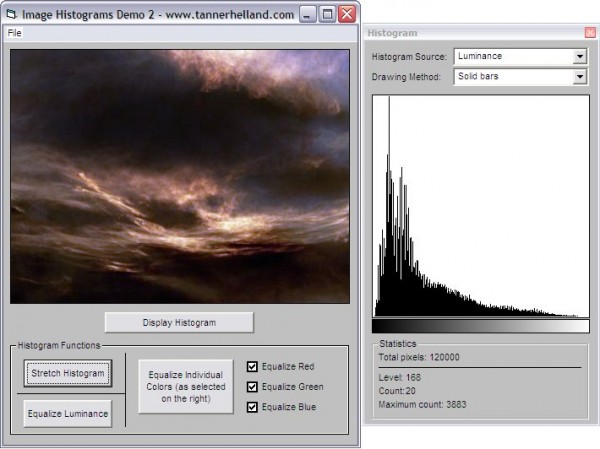 Image Histograms Demo 2 - www.tannerhelland.com
File
Display Histogram
Histogram Functions
Stretch Histogram
Equalize Luminance
Equalize Individual
Colors (as selected
on the right)
Equalize Red
Equalize Green
Equalize Blue
Histogram
Histogram Source: Luminance
Drawing Method: Solid bars
Statistics
Total pixels: 120000
Level: 168
Count:20
Maximum count: 3883